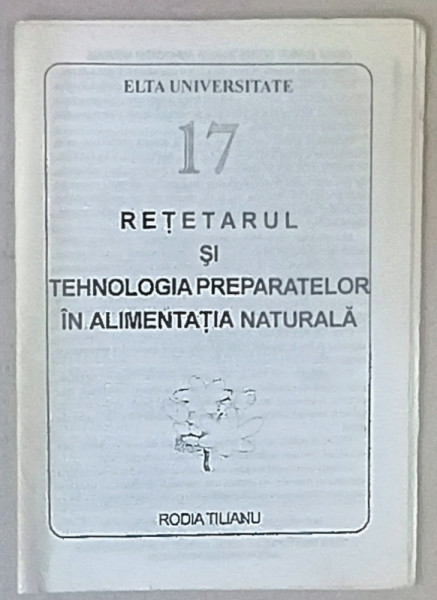 ELTA UNIVERSITATE
17
REȚETARUL
ȘI
TEHNOLOGIA PREPARATELOR
ÎN ALIMENTAȚIA NATURALĂ
RODIA TILIANU